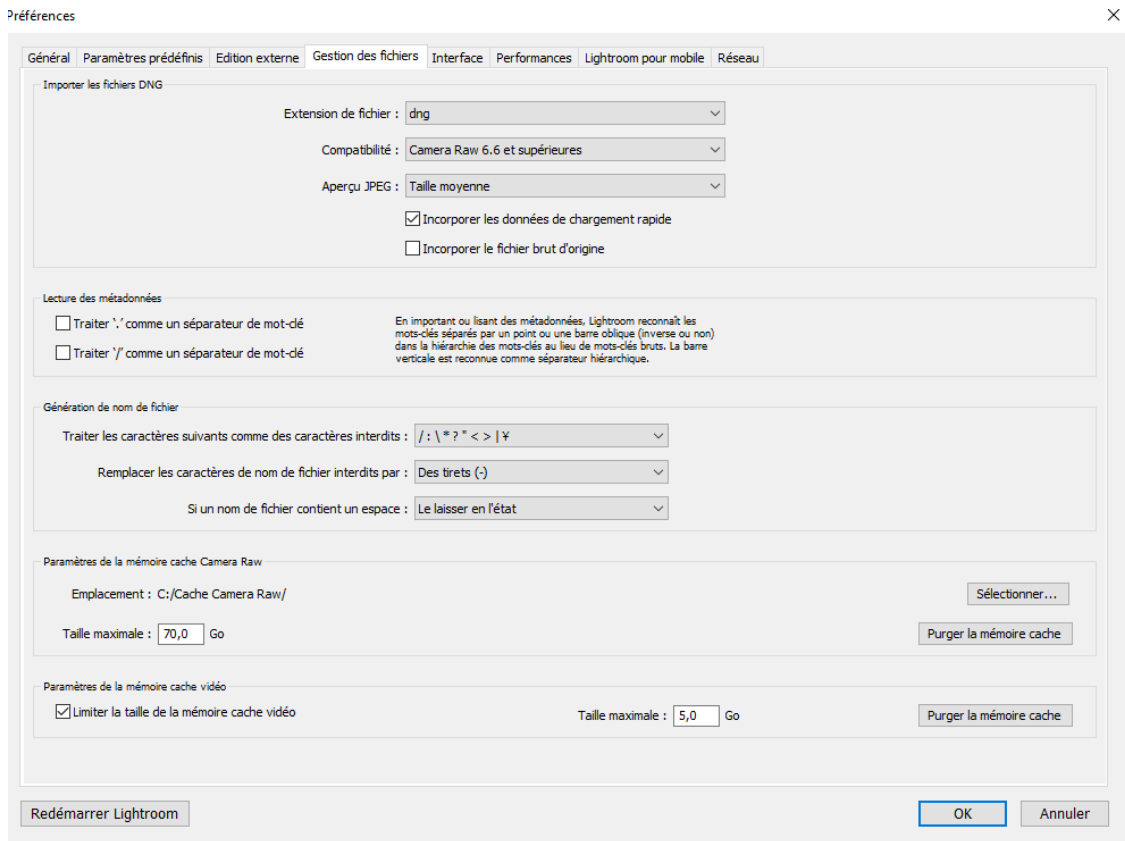 Préférences
Général Paramètres prédéfinis Edition externe Gestion des fichiers Interface Performances Lightroom pour mobile Réseau
Importer les fichiers DNG
Extension de fichier : dng
Compatibilité : Camera Raw 6.6 et supérieures
Aperçu JPEG : Taille moyenne
Incorporer les données de chargement rapide
Incorporer le fichier brut d'origine
Lecture des métadonnées
Traiter '.' comme un séparateur de mot-clé
Traiter '/' comme un séparateur de mot-clé
En important ou lisant des métadonnées, Lightroom reconnaît les
mots-clés séparés par un point ou une barre oblique (inverse ou non)
dans la hiérarchie des mots-clés au lieu de mots-clés bruts. La barre
verticale est reconnue comme séparateur hiérarchique.
Génération de nom de fichier
Traiter les caractères suivants comme des caractères interdits : / : \ * ? " < > | ¥
Remplacer les caractères de nom de fichier interdits par : Des tirets (-)
Si un nom de fichier contient un espace : Le laisser en l'état
Paramètres de la mémoire cache Camera Raw
Emplacement : C:/Cache Camera Raw/ Sélectionner...
Taille maximale : 70,0 Go Purger la mémoire cache
Paramètres de la mémoire cache vidéo
Limiter la taille de la mémoire cache vidéo Taille maximale : 5,0 Go Purger la mémoire cache
Redémarrer Lightroom OK Annuler